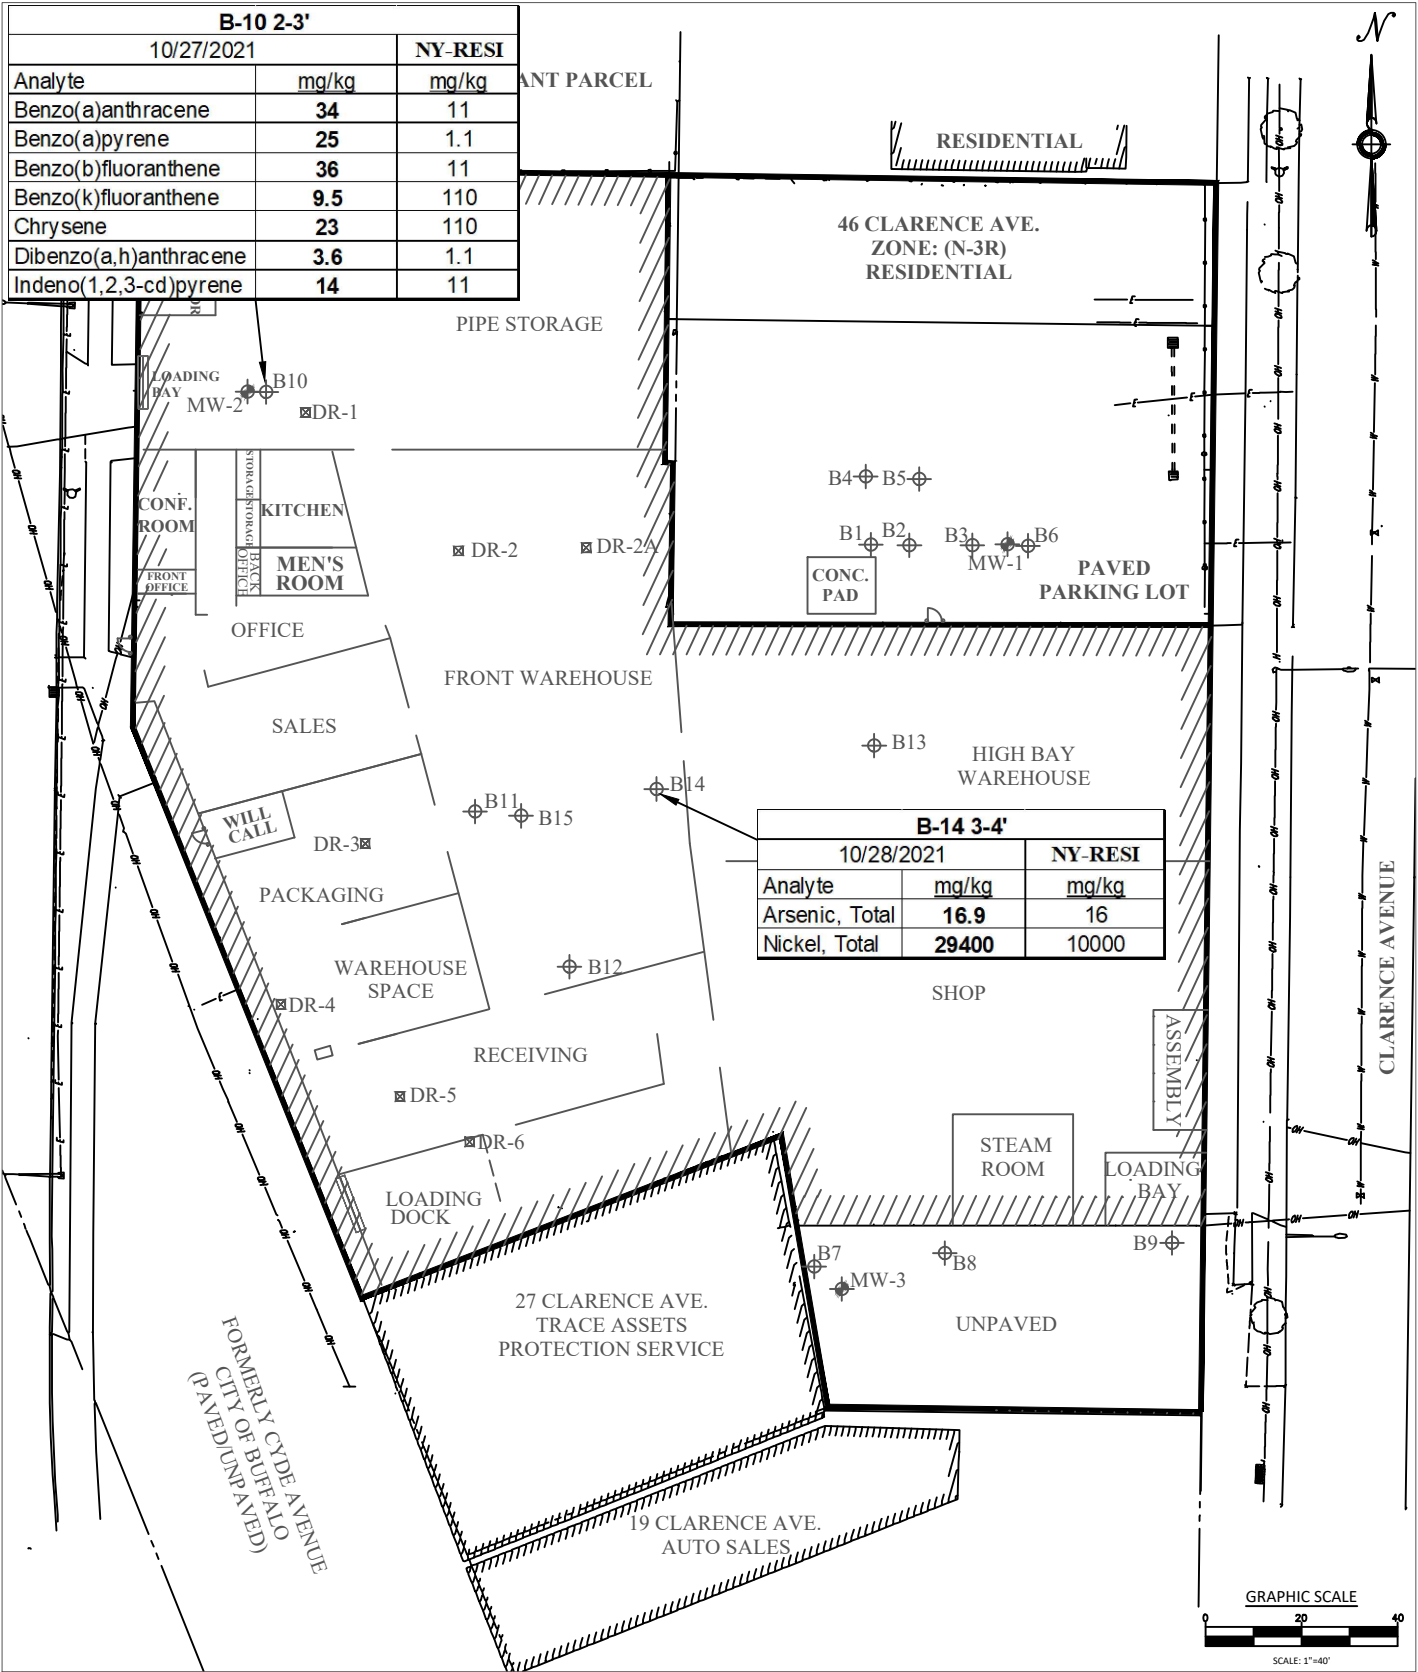 B-10 2-3'
10/27/2021 NY-RESI
Analyte mg/kg mg/kg
Benzo(a)anthracene 34 11
Benzo(a)pyrene 25 1.1
Benzo(b)fluoranthene 36 11
Benzo(k)fluoranthene 9.5 110
Chrysene 23 110
Dibenzo(a,h)anthracene 3.6 1.1
Indeno(1,2,3-cd)pyrene 14 11
ANT PARCEL
N
RESIDENTIAL
46 CLARENCE AVE.
ZONE: (N-3R)
RESIDENTIAL
PIPE STORAGE
LOADING
BAY
MW-2
B10
DR-1
CONF.
ROOM
STORAGE
STORAGE
KITCHEN
BACK
OFFICE
MEN'S
ROOM
FRONT
OFFICE
DR-2
DR-2A
B4
B5
B1
B2
B3
MW-1
B6
CONC.
PAD
PAVED
PARKING LOT
OFFICE
FRONT WAREHOUSE
SALES
B13
HIGH BAY
WAREHOUSE
B14
B11
B15
WILL
CALL
DR-3
B-14 3-4'
10/28/2021 NY-RESI
Analyte mg/kg mg/kg
Arsenic, Total 16.9 16
Nickel, Total 29400 10000
PACKAGING
WAREHOUSE
SPACE
B12
DR-4
SHOP
CLARENCE AVENUE
RECEIVING
ASSEMBLY
DR-5
DR-6
STEAM
ROOM
LOADING
BAY
LOADING
DOCK
B7
B8
B9
MW-3
UNPAVED
27 CLARENCE AVE.
TRACE ASSETS
PROTECTION SERVICE
FORMERLY CYDE AVENUE
CITY OF BUFFALO
(PAVED/UNPAVED)
19 CLARENCE AVE.
AUTO SALES
GRAPHIC SCALE
0 20 40
SCALE: 1"=40'